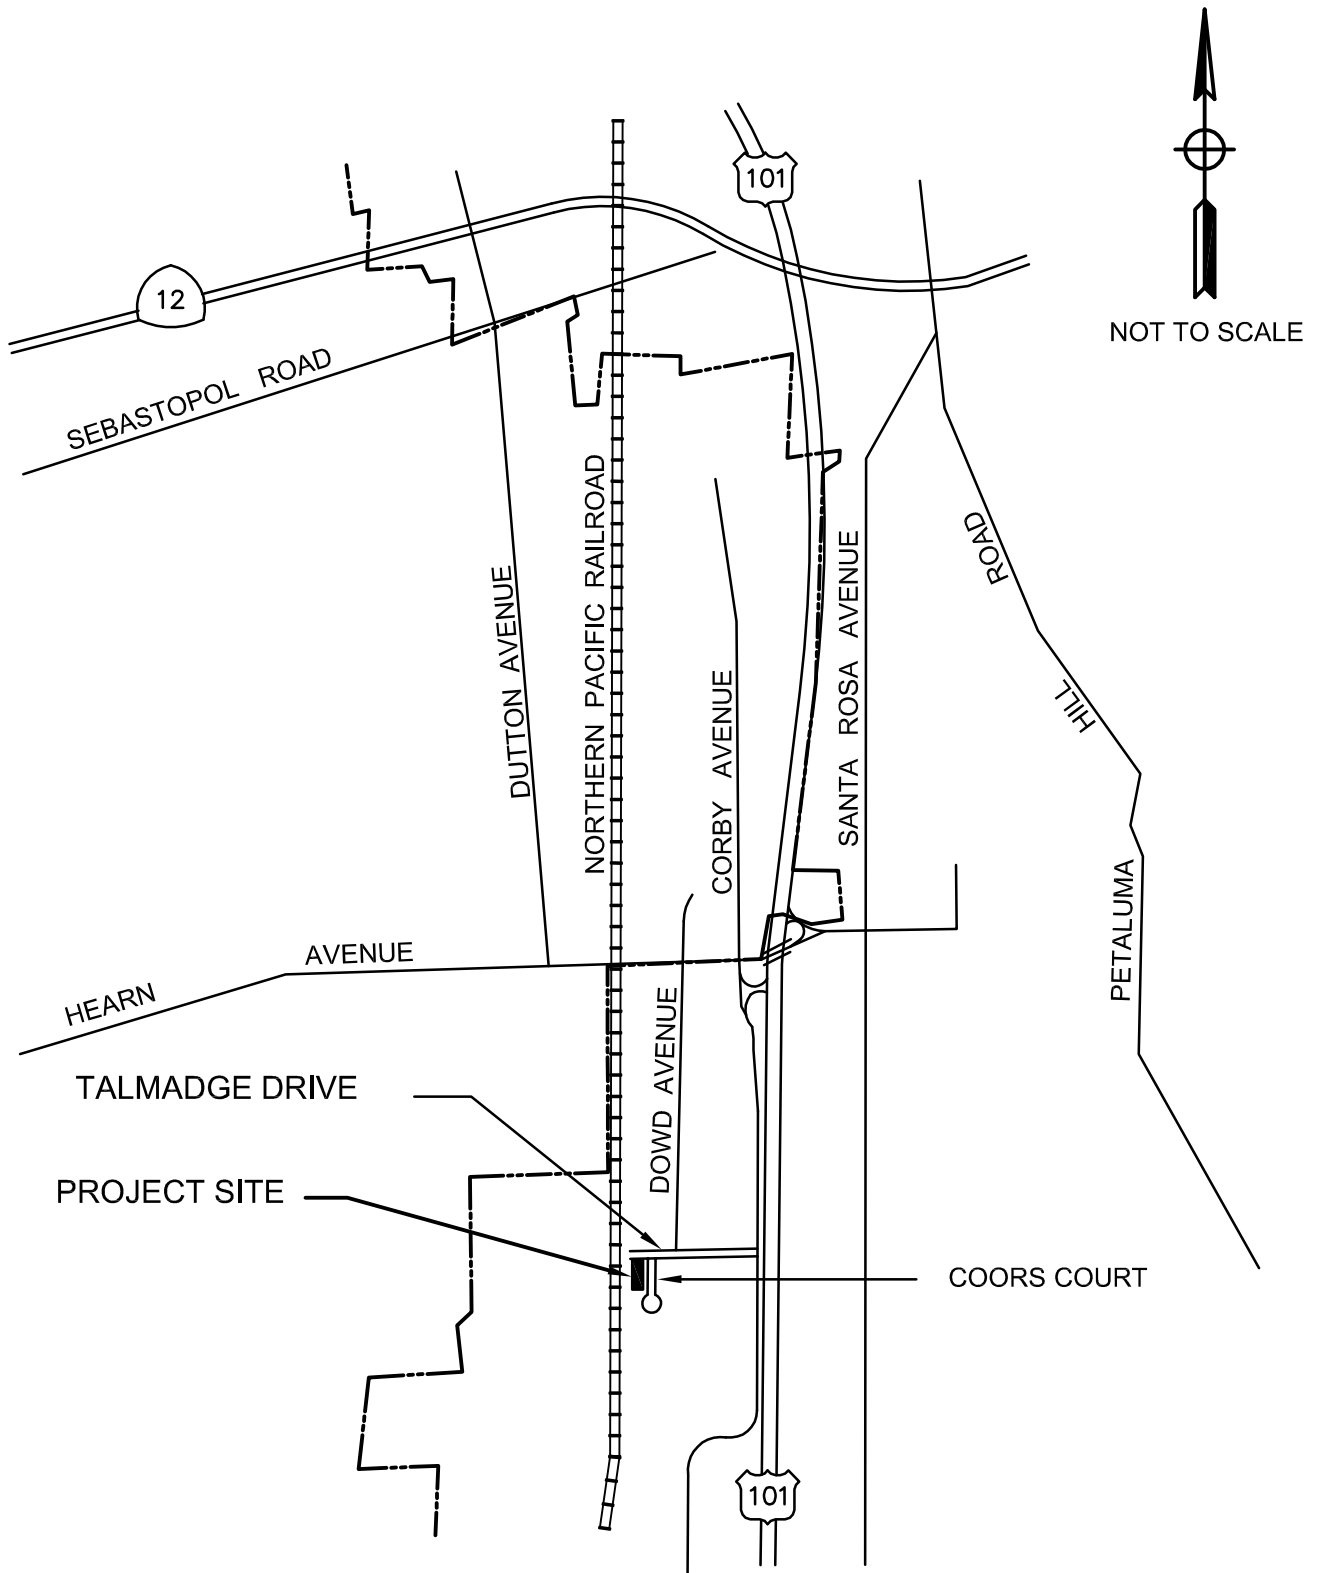 101
12
NOT TO SCALE
SEBASTOPOL ROAD
NORTHERN PACIFIC RAILROAD
DUTTON AVENUE
CORBY AVENUE
SANTA ROSA AVENUE
ROAD
HILL
PETALUMA
AVENUE
HEARN
DOWD AVENUE
TALMADGE DRIVE
PROJECT SITE
COORS COURT
101